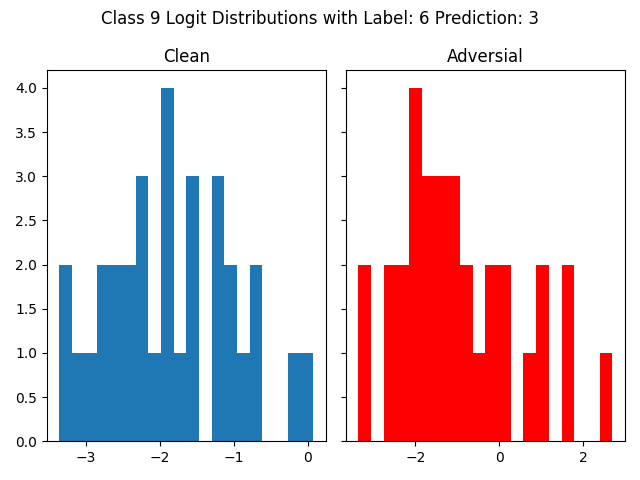 Class 9 Logit Distributions with Label: 6 Prediction: 3
Clean
Adversial
4.0
3.5
3.0
2.5
2.0
1.5
1.0
0.5
0.0
−3 −2 −1 0
−2 0 2